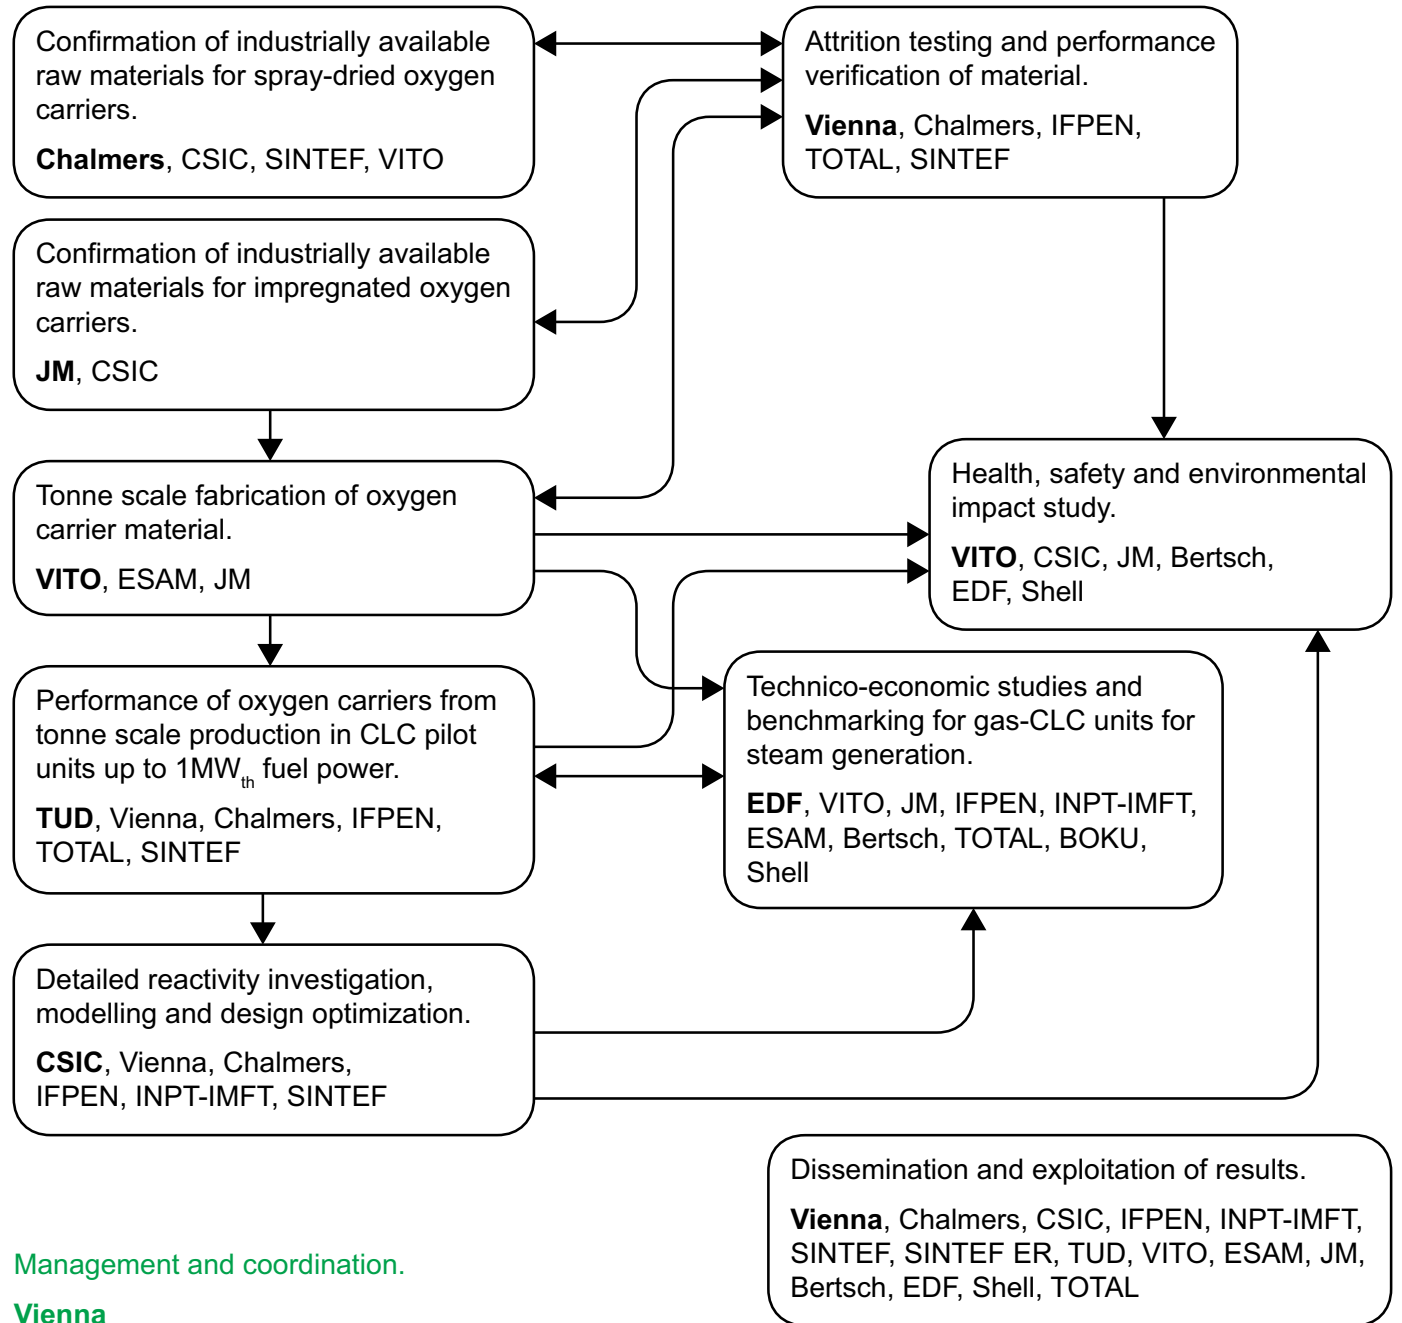 Confirmation of industrially available
raw materials for spray-dried oxygen
carriers.
Chalmers, CSIC, SINTEF, VITO
Attrition testing and performance
verification of material.
Vienna, Chalmers, IFPEN,
TOTAL, SINTEF
Confirmation of industrially available
raw materials for impregnated oxygen
carriers.
JM, CSIC
Tonne scale fabrication of oxygen
carrier material.
VITO, ESAM, JM
Health, safety and environmental
impact study.
VITO, CSIC, JM, Bertsch,
EDF, Shell
Performance of oxygen carriers from
tonne scale production in CLC pilot
units up to 1MWth fuel power.
TUD, Vienna, Chalmers, IFPEN,
TOTAL, SINTEF
Technico-economic studies and
benchmarking for gas-CLC units for
steam generation.
EDF, VITO, JM, IFPEN, INPT-IMFT,
ESAM, Bertsch, TOTAL, BOKU,
Shell
Detailed reactivity investigation,
modelling and design optimization.
CSIC, Vienna, Chalmers,
IFPEN, INPT-IMFT, SINTEF
Dissemination and exploitation of results.
Vienna, Chalmers, CSIC, IFPEN, INPT-IMFT,
SINTEF, SINTEF ER, TUD, VITO, ESAM, JM,
Bertsch, EDF, Shell, TOTAL
Management and coordination.
Vienna